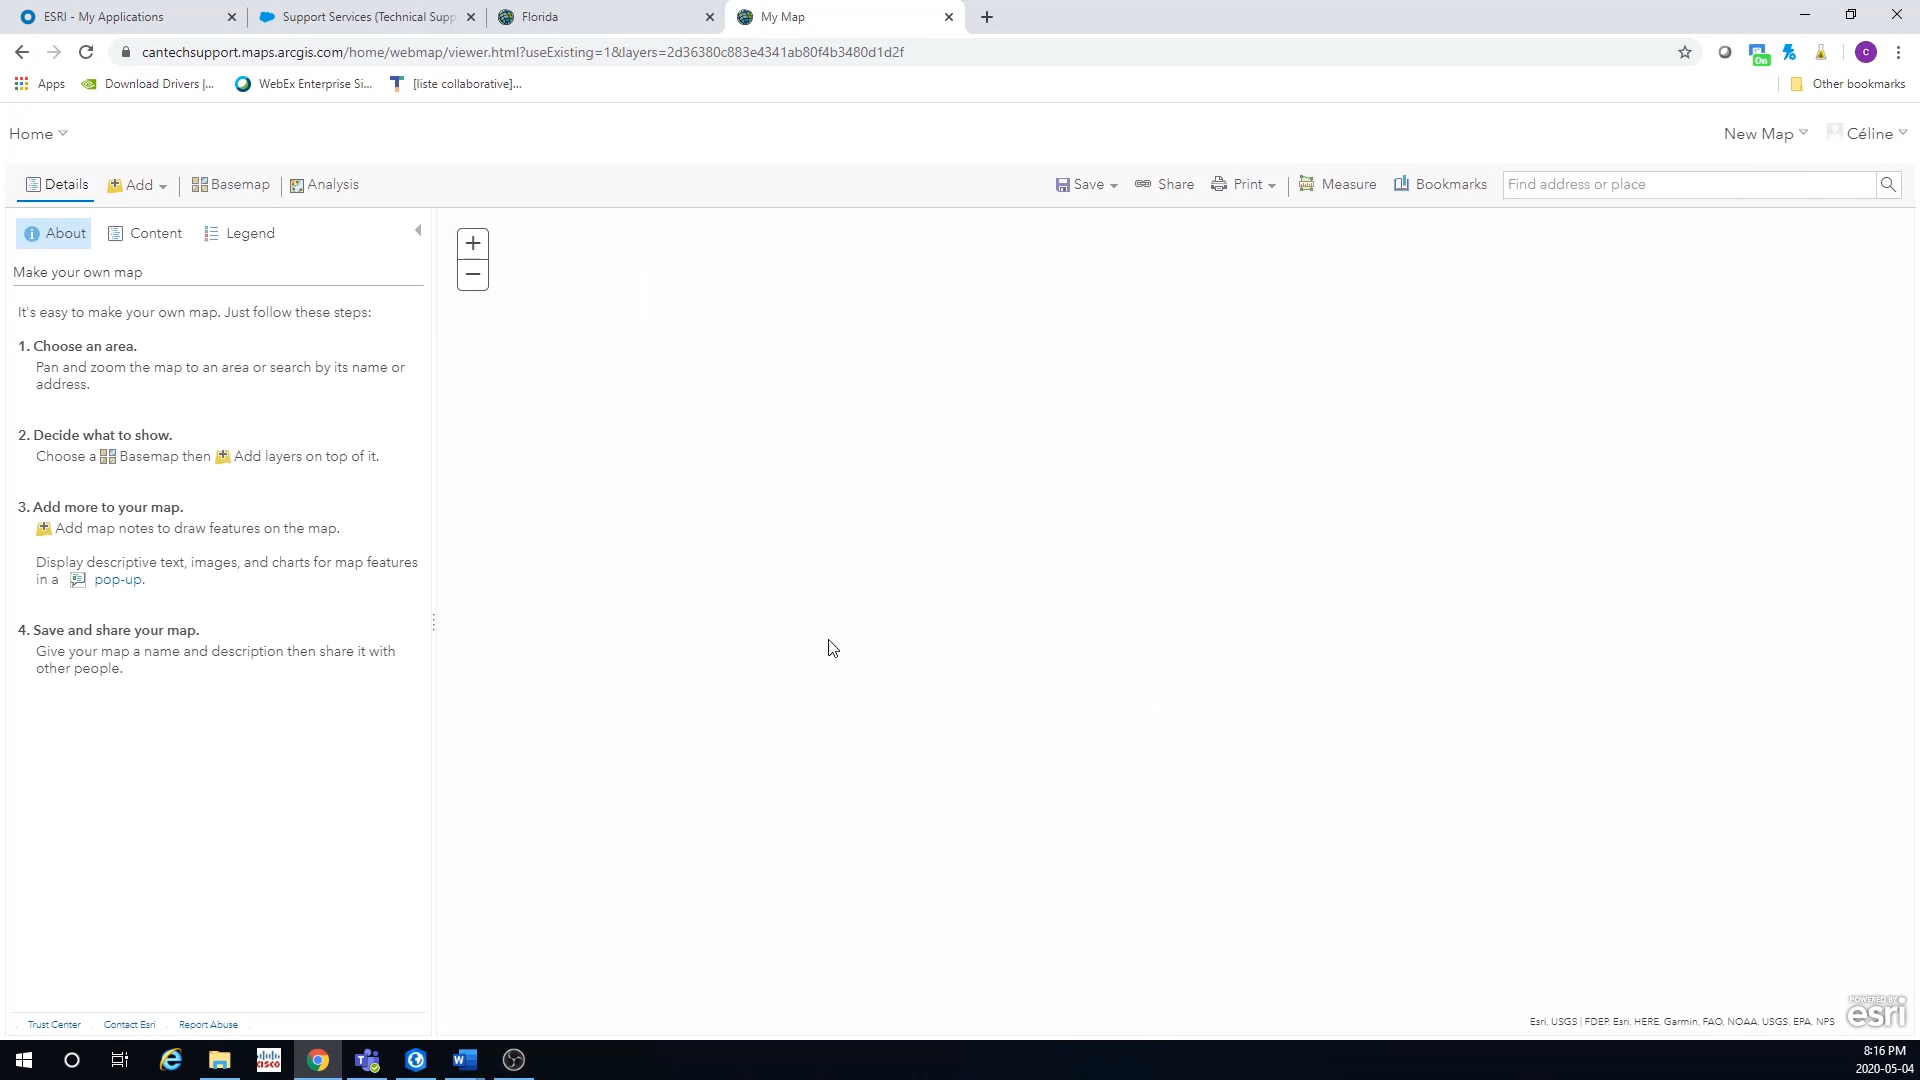 ESRI - My Applications
Support Services (Technical Supp
Florida
My Map
cantechsupport.maps.arcgis.com/home/webmap/viewer.html?useExisting=1&layers=2d36380c883e4341ab80f4b3480d1d2f
On
c
Apps
Download Drivers |...
WebEx Enterprise Si...
[liste collaborative]...
Other bookmarks
Home
New Map
Céline
Details
Add
Basemap
Analysis
Save
Share
Print
Measure
Bookmarks
Find address or place
About
Content
Legend
Make your own map
It's easy to make your own map. Just follow these steps:
1. Choose an area.
Pan and zoom the map to an area or search by its name or
address.
2. Decide what to show.
Choose a Basemap then Add layers on top of it.
3. Add more to your map.
Add map notes to draw features on the map.
Display descriptive text, images, and charts for map features
in a pop-up.
4. Save and share your map.
Give your map a name and description then share it with
other people.
Trust Center
Contact Esri
Report Abuse
Esri, USGS | FDEP, Esri, HERE, Garmin, FAO, NOAA, USGS, EPA, NPS
POWERED BY
esri
CISCO
8:16 PM
2020-05-04